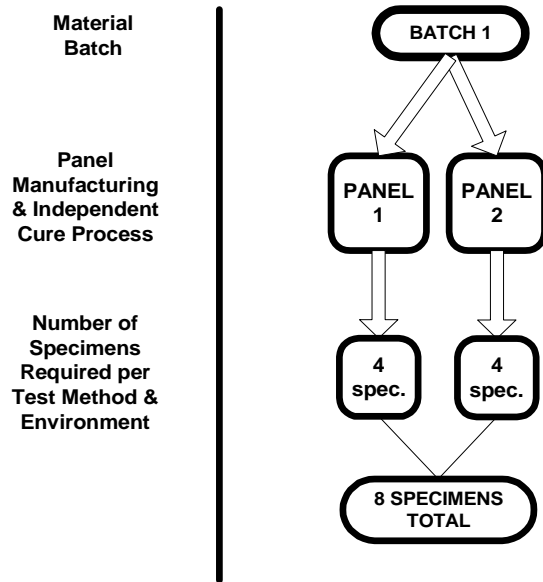 Material
Batch
BATCH 1
Panel
Manufacturing
& Independent
Cure Process
PANEL
1
PANEL
2
Number of
Specimens
Required per
Test Method &
Environment
4
spec.
4
spec.
8 SPECIMENS
TOTAL